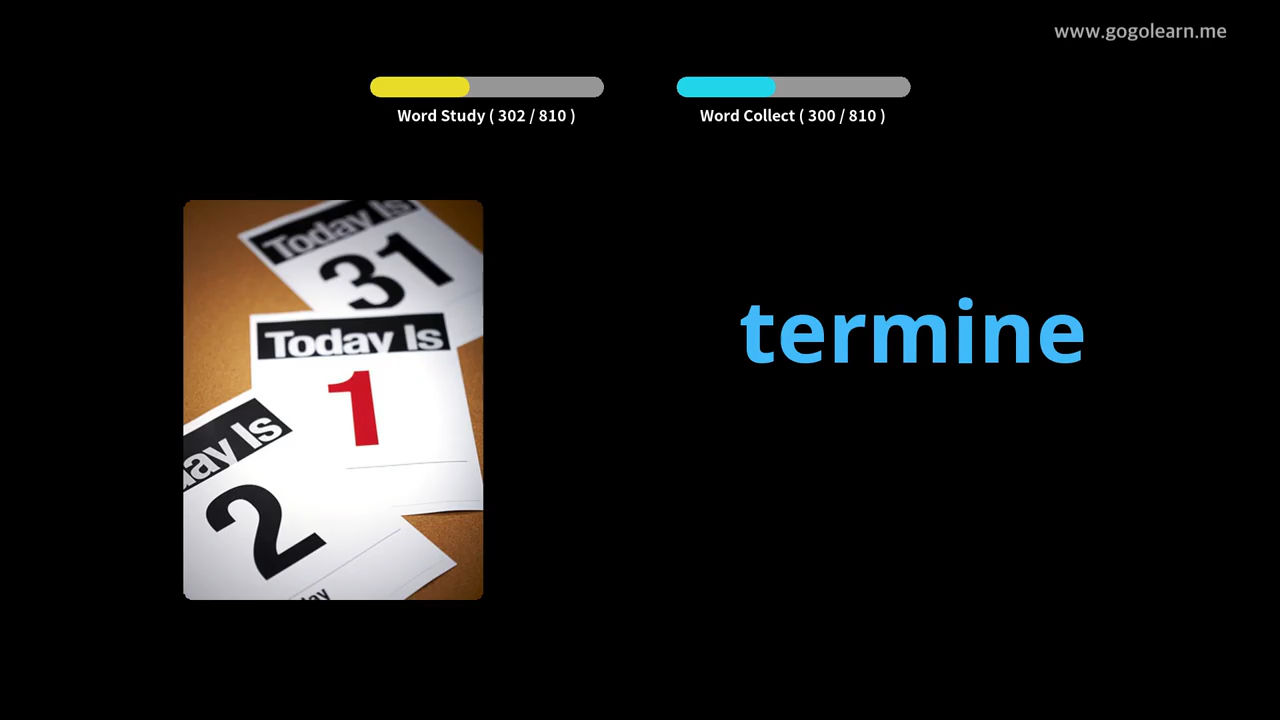 www.gogolearn.me
Word Study ( 302 / 810 )
Word Collect ( 300 / 810 )
Today Is
31
Today Is
1
ay Is
2
termine